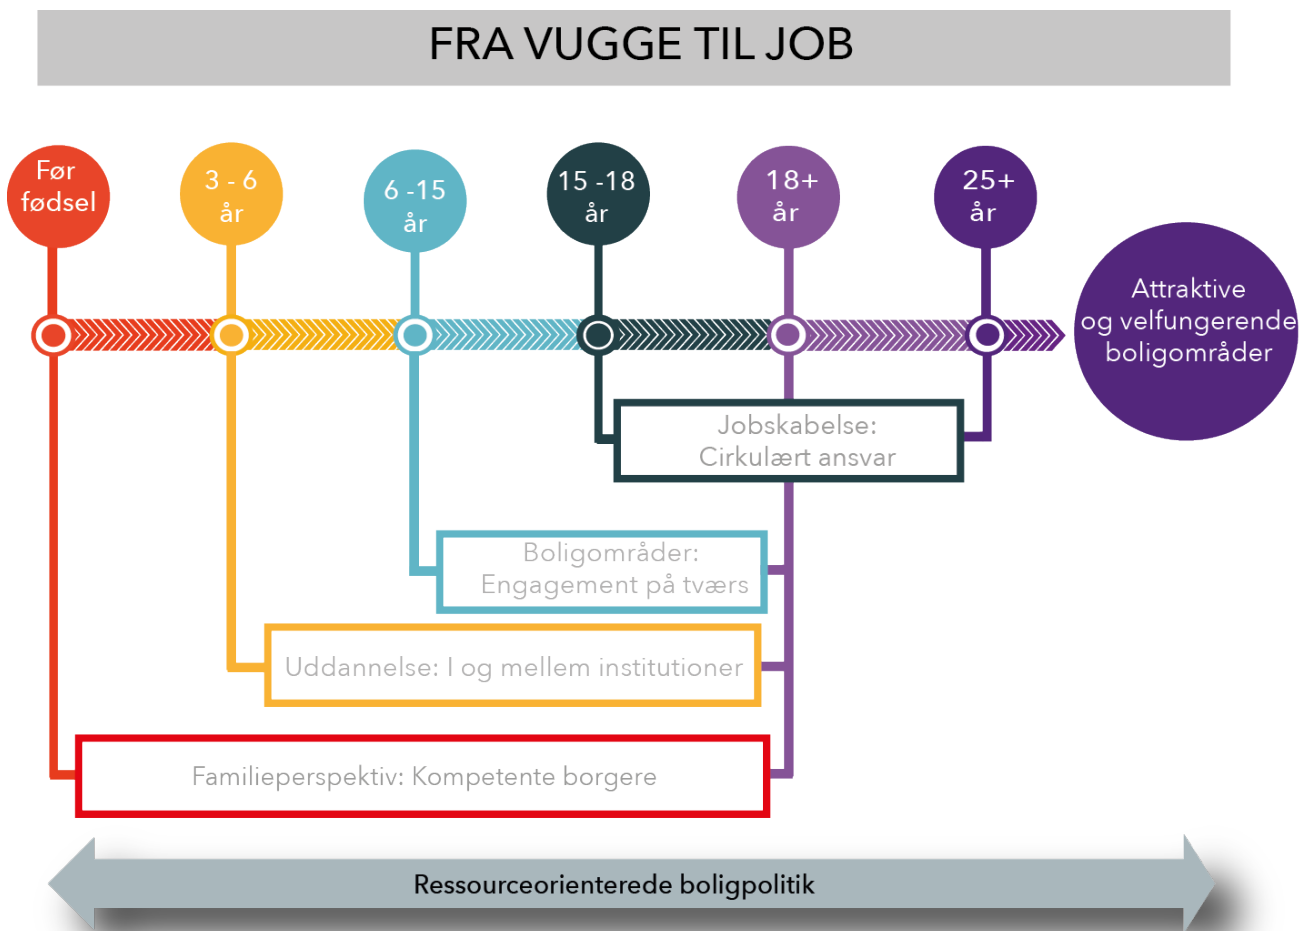 FRA VUGGE TIL JOB
Før
fødsel
3 - 6
år
6 -15
år
15 -18
år
18+
år
25+
år
Attraktive
og velfungerende
boligområder
Jobskabelse:
Cirkulært ansvar
Boligområder:
Engagement på tværs
Uddannelse: I og mellem institutioner
Familieperspektiv: Kompetente borgere
Ressourceorienterede boligpolitik